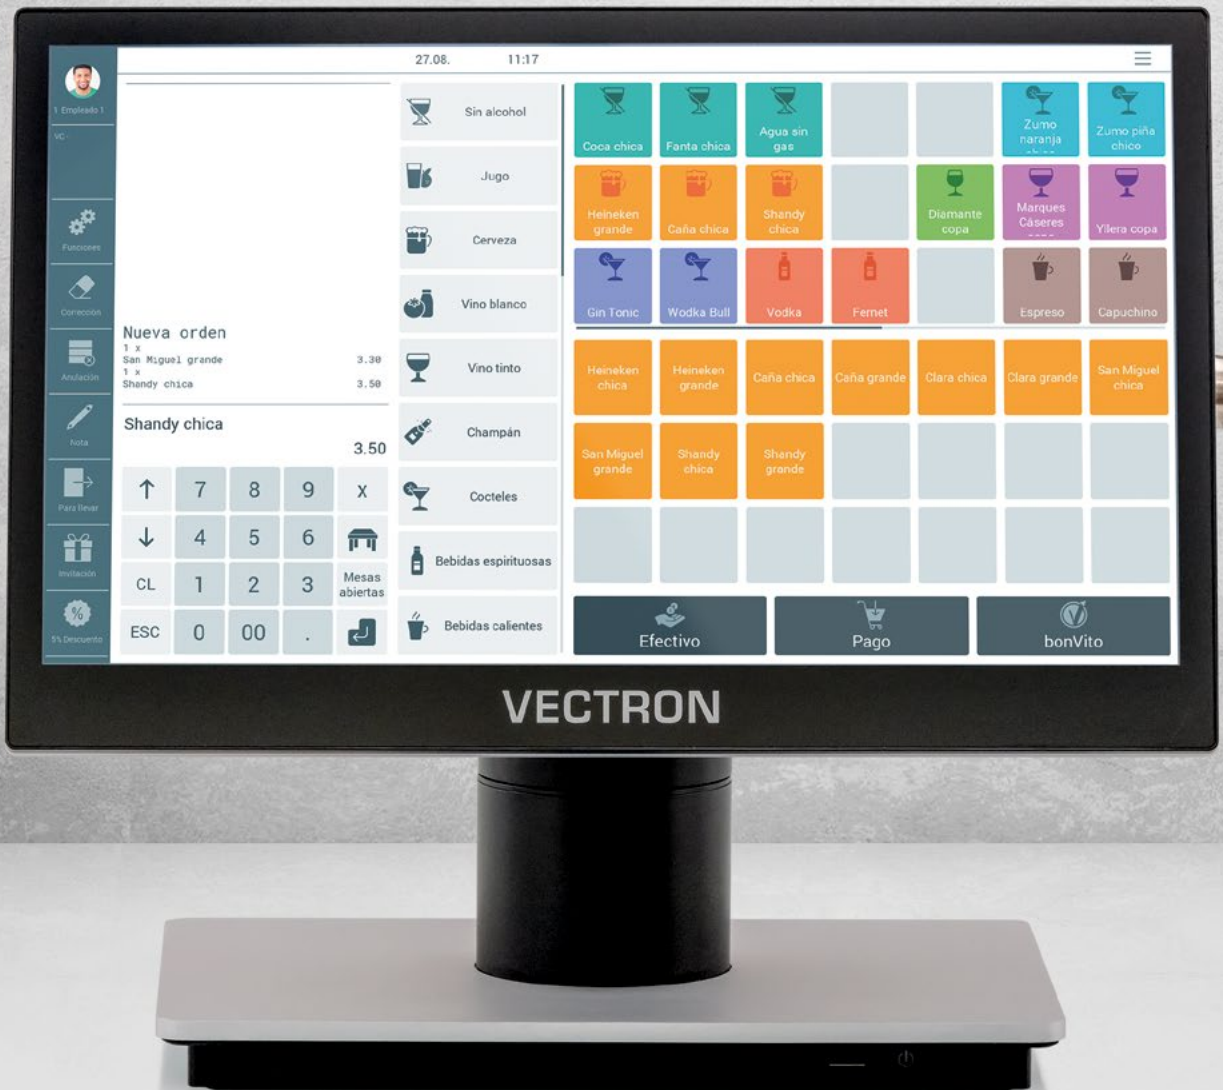 27.08. 11:17
1 Empleado 1
VC -
Funciones
Corrección
Anulación
Nota
Para llevar
Invitación
5% Descuento
Nueva orden
1 x
San Miguel grande 3.30
1 x
Shandy chica 3.50
Shandy chica
3.50
7 8 9 X
4 5 6
CL 1 2 3 Mesas
abiertas
ESC 0 00 .
Sin alcohol
Jugo
Cerveza
Vino blanco
Vino tinto
Champán
Cocteles
Bebidas espirituosas
Bebidas calientes
Coca chica
Fanta chica
Agua sin
gas
Zumo
naranja
Zumo piña
chico
Heineken
grande
Caña chica
Shandy
chica
Diamante
copa
Marques
Cáseres
Yllera copa
Gin Tonic
Wodka Bull
Vodka
Fernet
Espreso
Capuchino
Heineken
chica
Heineken
grande
Caña chica
Caña grande
Clara chica
Clara grande
San Miguel
chica
San Miguel
grande
Shandy
chica
Shandy
grande
Efectivo
Pago
bonVito
VECTRON